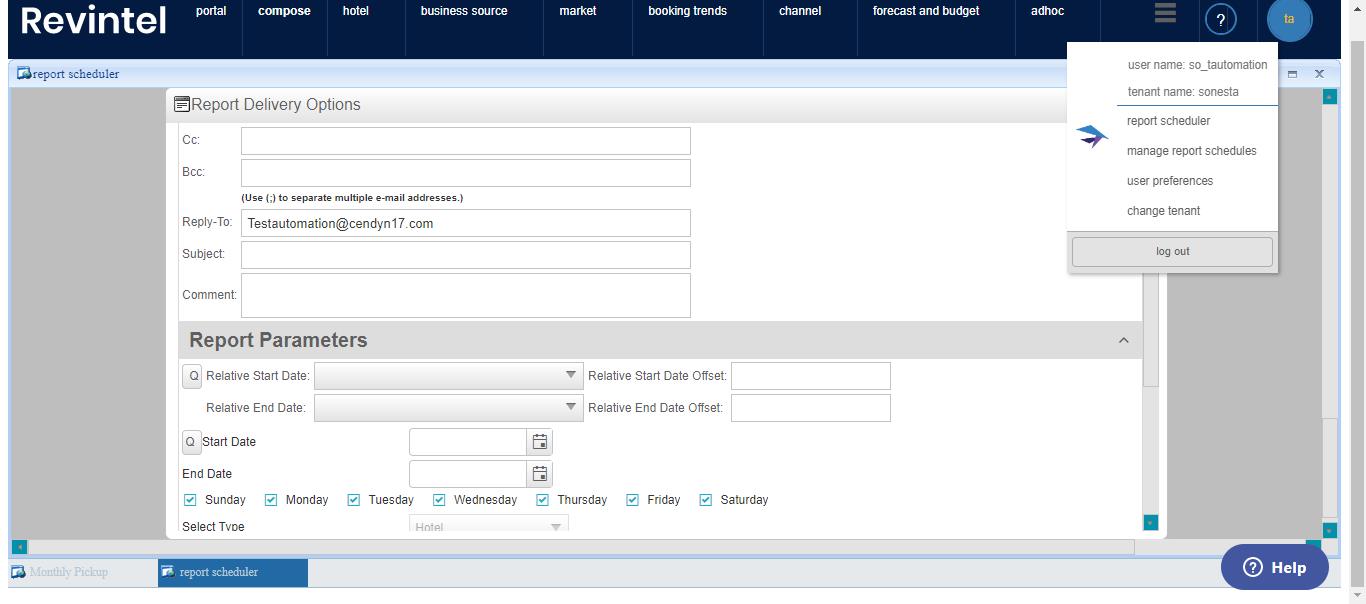 Revintel
portal compose hotel business source market booking trends channel forecast and budget adhoc ? ta
report scheduler
user name: so_tautomation
tenant name: sonesta
report scheduler
manage report schedules
user preferences
change tenant
log out
Report Delivery Options
Cc:
Bcc:
(Use (;) to separate multiple e-mail addresses.)
Reply-To: Testautomation@cendyn17.com
Subject:
Comment:
Report Parameters
Q Relative Start Date: Relative Start Date Offset:
Relative End Date: Relative End Date Offset:
Q Start Date
End Date
Sunday Monday Tuesday Wednesday Thursday Friday Saturday
Select Type Hotel
Monthly Pickup report scheduler
? Help